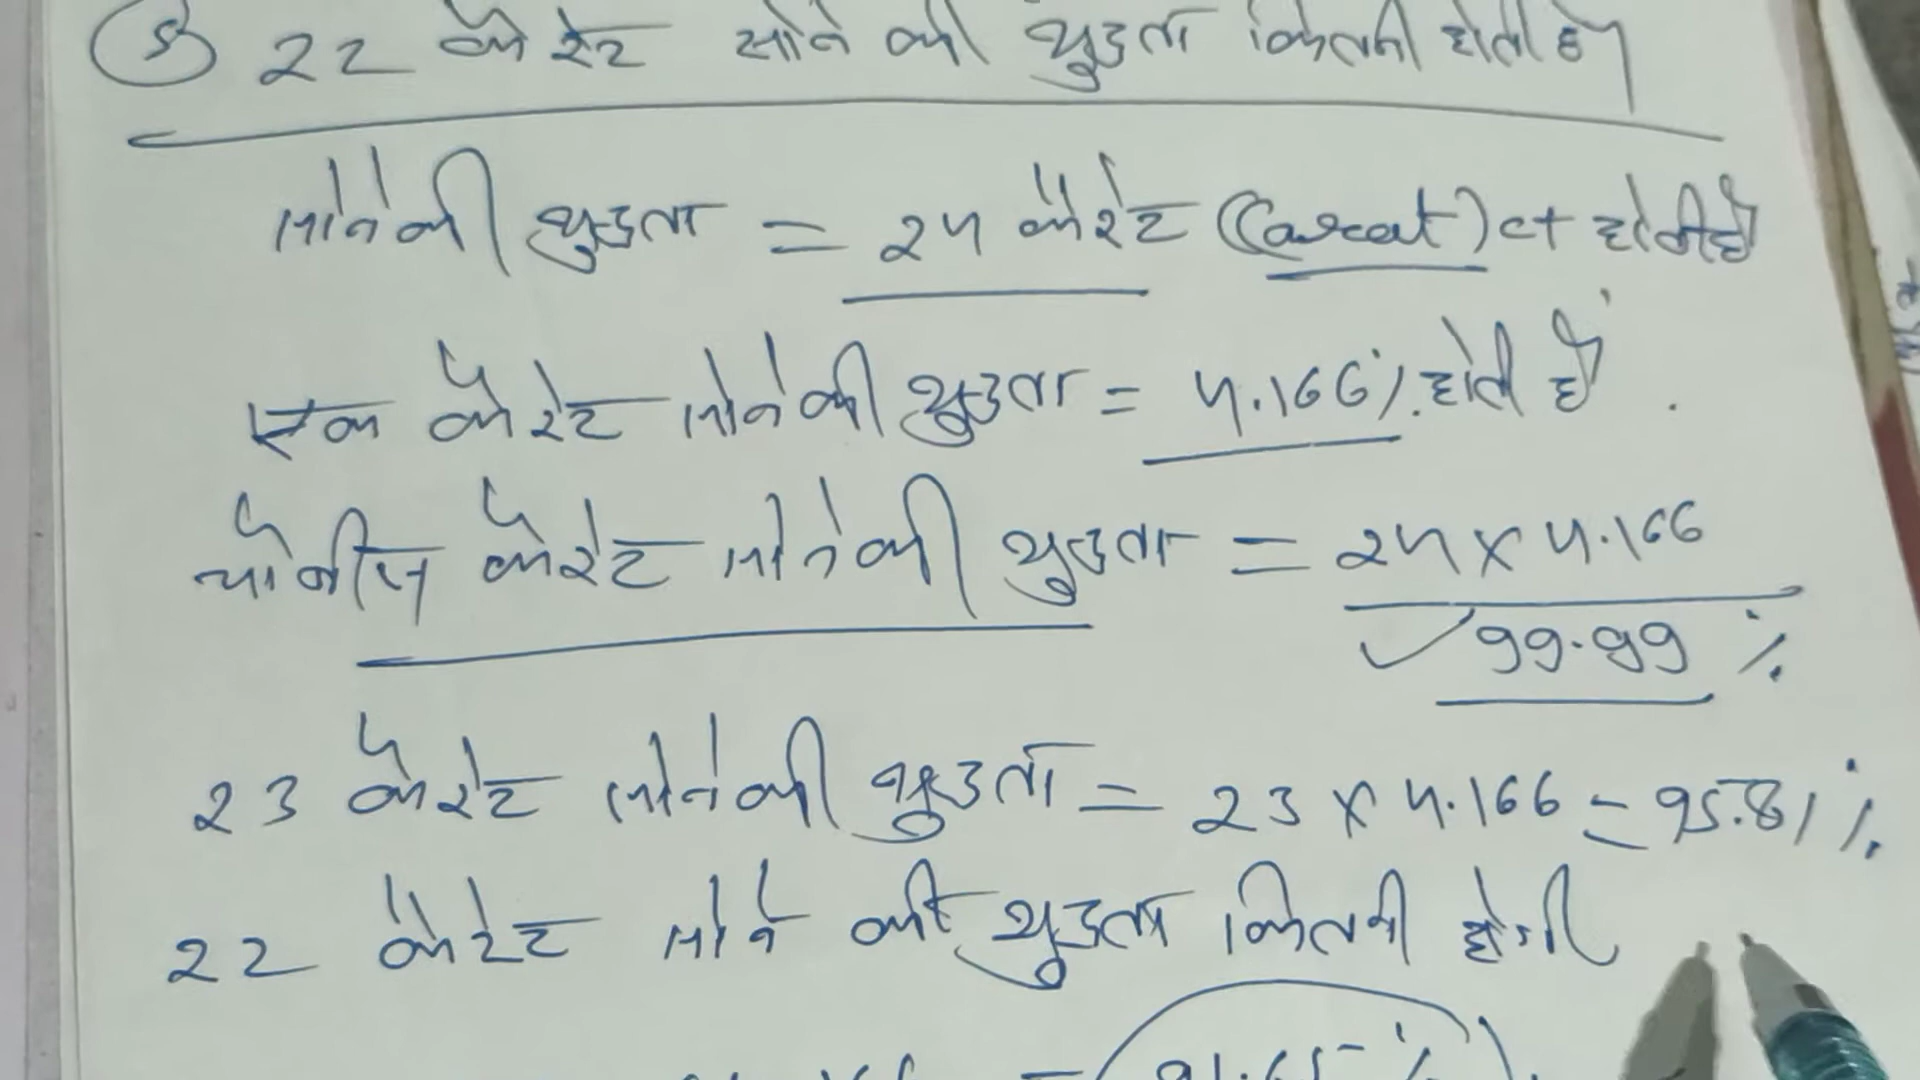 22 कैरेट सोने की शुद्धता कितनी होती है
सोने की शुद्धता = 24 कैरेट (Carat) ct होती है
एक कैरेट सोने की शुद्धता = 4.166% होती है.
चौबीस कैरेट सोने की शुद्धता = 24 × 4.166
99.99 %
23 कैरेट सोने की शुद्धता = 23 × 4.166 = 95.81 %
22 कैरेट सोने की शुद्धता कितनी होगी